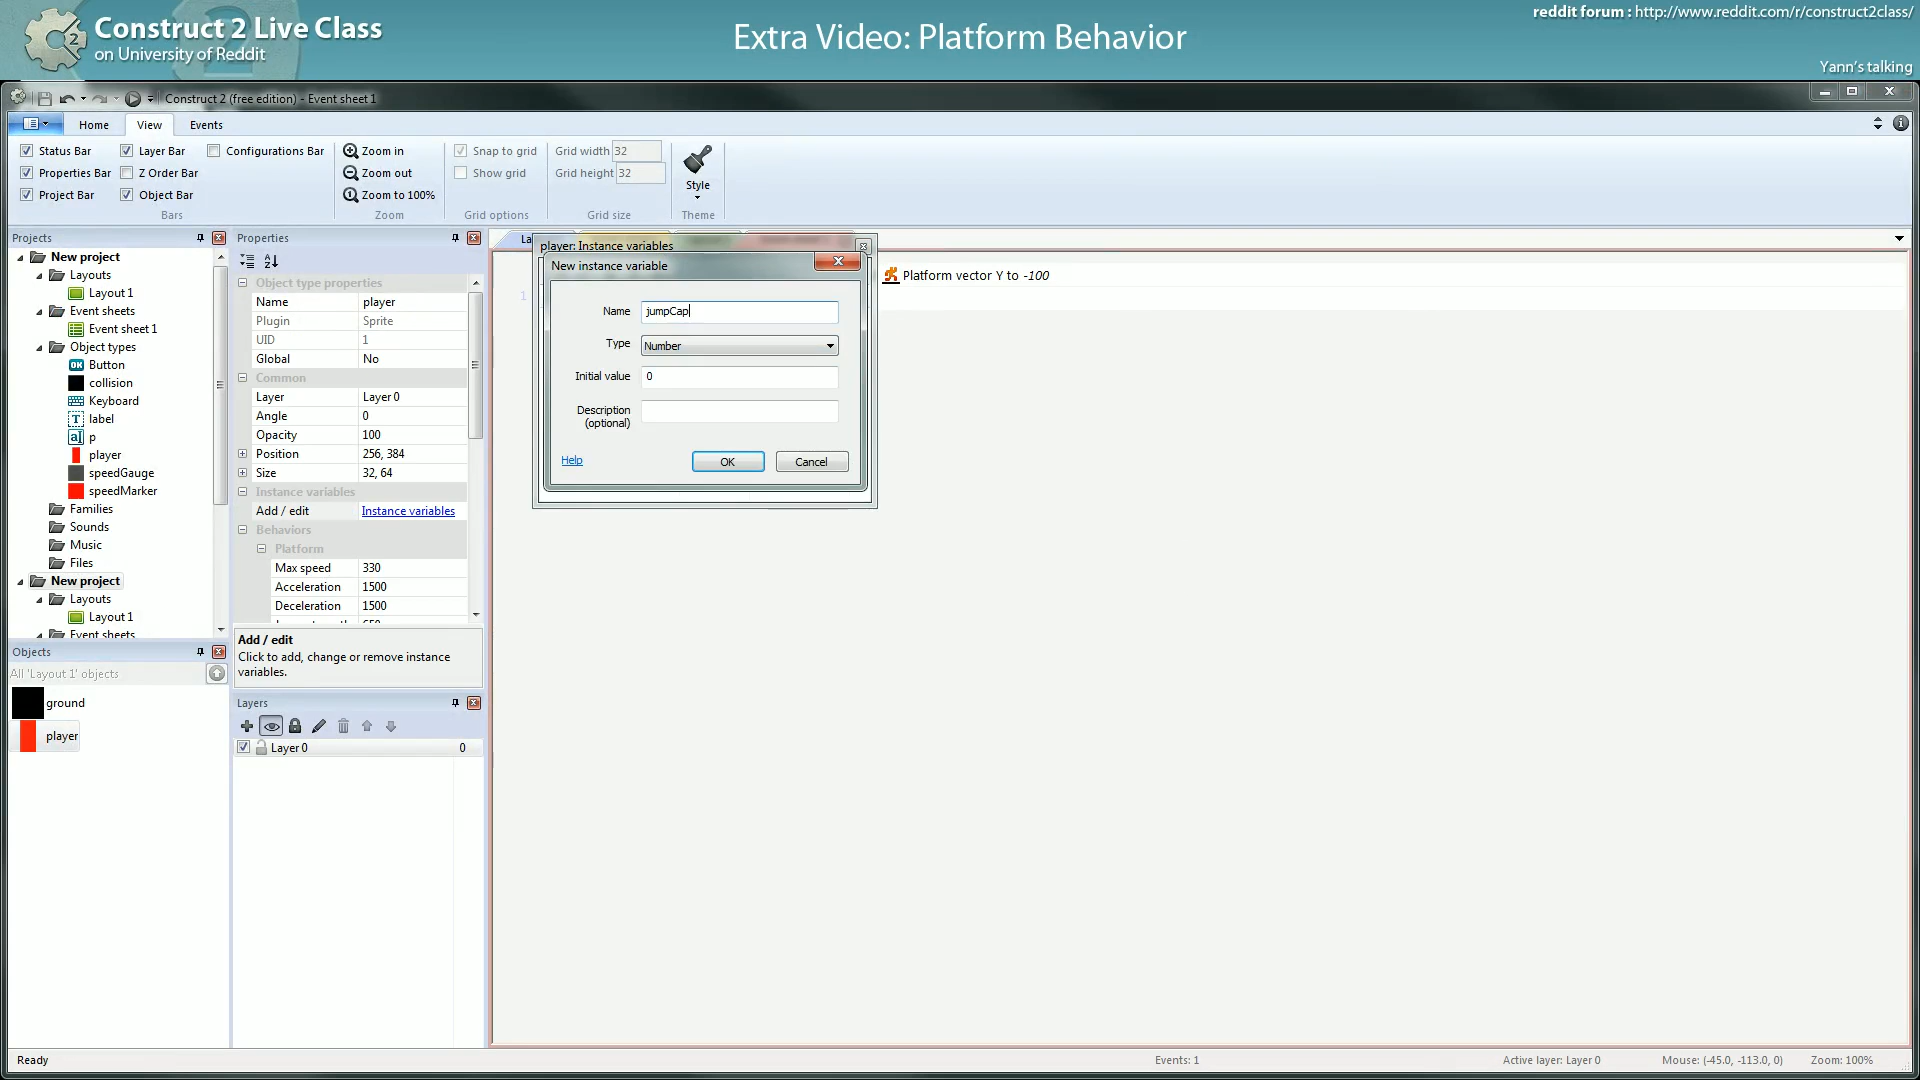 Construct 2 Live Class
on University of Reddit
Extra Video: Platform Behavior
reddit forum : http://www.reddit.com/r/construct2class/
Yann's talking
Construct 2 (free edition) - Event sheet 1
Home
View
Events
Status Bar
Layer Bar
Configurations Bar
Properties Bar
Z Order Bar
Project Bar
Object Bar
Bars
Zoom in
Zoom out
Zoom to 100%
Zoom
Snap to grid
Show grid
Grid options
Grid width 32
Grid height 32
Grid size
Style
Theme
Projects
New project
Layouts
Layout 1
Event sheets
Event sheet 1
Object types
Button
collision
Keyboard
label
p
player
speedGauge
speedMarker
Families
Sounds
Music
Files
New project
Layouts
Layout 1
Event sheets
Objects
All 'Layout 1' objects
ground
player
Properties
Object type properties
Name player
Plugin Sprite
UID 1
Global No
Common
Layer Layer 0
Angle 0
Opacity 100
Position 256, 384
Size 32, 64
Instance variables
Add / edit Instance variables
Behaviors
Platform
Max speed 330
Acceleration 1500
Deceleration 1500
Add / edit
Click to add, change or remove instance
variables.
Layers
Layer 0 0
La
player: Instance variables
New instance variable
Name jumpCap
Type Number
Initial value 0
Description
(optional)
Help
OK
Cancel
1
Platform vector Y to -100
Ready
Events: 1
Active layer: Layer 0
Mouse: (-45.0, -113.0, 0)
Zoom: 100%